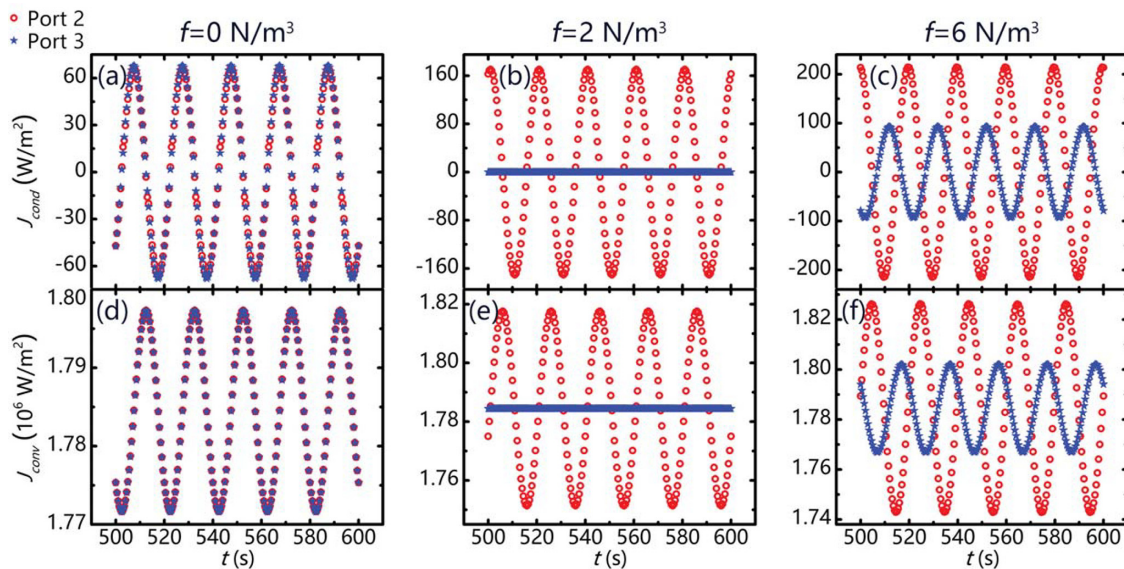 Port 2
Port 3
f=0 N/m³
f=2 N/m³
f=6 N/m³
(a)
(b)
(c)
J_cond (W/m²)
60
30
0
-30
-60
160
80
0
-80
-160
200
100
0
-100
-200
(d)
(e)
(f)
J_conv (10⁶ W/m²)
1.80
1.79
1.78
1.77
1.82
1.80
1.78
1.76
1.82
1.80
1.78
1.76
1.74
500 520 540 560 580 600
500 520 540 560 580 600
500 520 540 560 580 600
t (s)
t (s)
t (s)